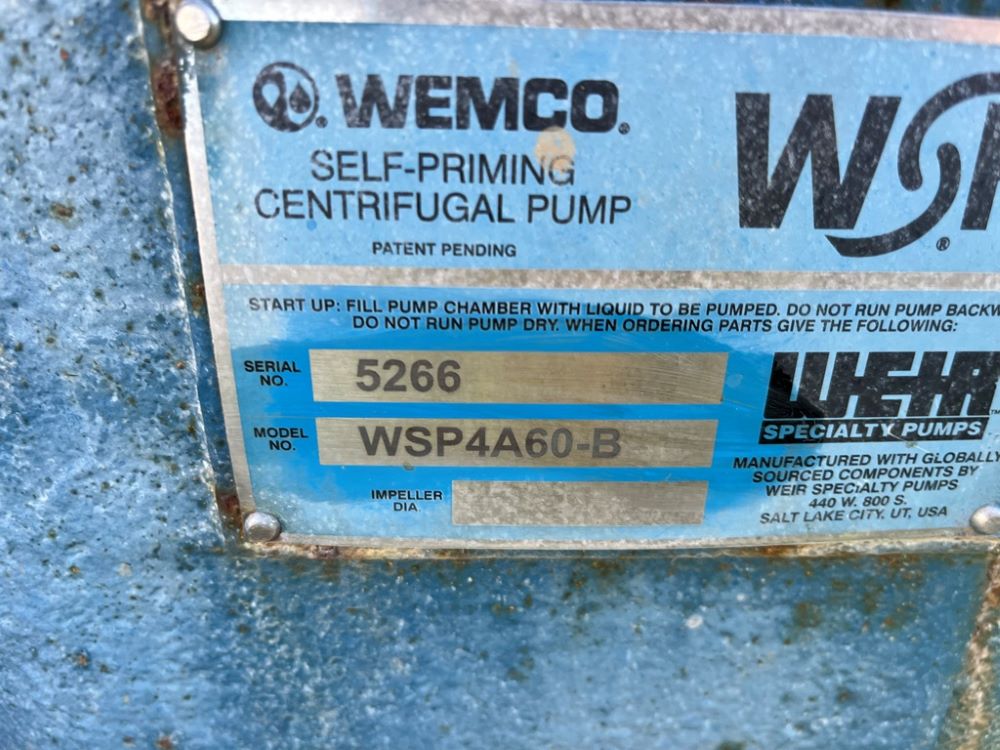 WEMCO®
SELF-PRIMING
CENTRIFUGAL PUMP
PATENT PENDING
WS
®
START UP: FILL PUMP CHAMBER WITH LIQUID TO BE PUMPED. DO NOT RUN PUMP BACKW
DO NOT RUN PUMP DRY. WHEN ORDERING PARTS GIVE THE FOLLOWING:
SERIAL NO. 5266
MODEL NO. WSP4A60-B
IMPELLER DIA
WEIR™
SPECIALTY PUMPS
MANUFACTURED WITH GLOBALLY
SOURCED COMPONENTS BY
WEIR SPECIALTY PUMPS
440 W. 800 S.
SALT LAKE CITY, UT, USA